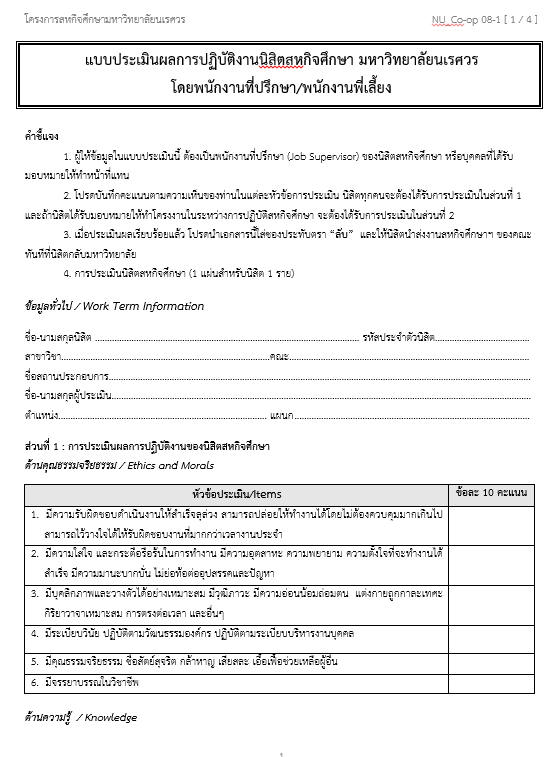 โครงการสหกิจศึกษามหาวิทยาลัยนเรศวร NU_Co-op 08-1 [ 1 / 4 ]
แบบประเมินผลการปฏิบัติงานนิสิตสหกิจศึกษา มหาวิทยาลัยนเรศวร
โดยพนักงานที่ปรึกษา/พนักงานพี่เลี้ยง
คำชี้แจง
1. ผู้ให้ข้อมูลในแบบประเมินนี้ ต้องเป็นพนักงานที่ปรึกษา (Job Supervisor) ของนิสิตสหกิจศึกษา หรือบุคคลที่ได้รับ
มอบหมายให้ทำหน้าที่แทน
2. โปรดบันทึกคะแนนตามความเห็นของท่านในแต่ละหัวข้อการประเมิน นิสิตทุกคนจะต้องได้รับการประเมินในส่วนที่ 1
และถ้านิสิตได้รับมอบหมายให้ทำโครงงานในระหว่างการปฏิบัติสหกิจศึกษา จะต้องได้รับการประเมินในส่วนที่ 2
3. เมื่อประเมินผลเรียบร้อยแล้ว โปรดนำเอกสารนี้ใส่ซองประทับตรา "ลับ" และให้นิสิตนำส่งงานสหกิจศึกษาฯ ของคณะ
ทันทีที่นิสิตกลับมหาวิทยาลัย
4. การประเมินนิสิตสหกิจศึกษา (1 แผ่นสำหรับนิสิต 1 ราย)
ข้อมูลทั่วไป / Work Term Information
ชื่อ-นามสกุลนิสิต ........................ รหัสประจำตัวนิสิต........................
สาขาวิชา........................คณะ........................
ชื่อสถานประกอบการ........................
ชื่อ-นามสกุลผู้ประเมิน........................
ตำแหน่ง........................ แผนก........................
ส่วนที่ 1 : การประเมินผลการปฏิบัติงานของนิสิตสหกิจศึกษา
ด้านคุณธรรมจริยธรรม / Ethics and Morals
หัวข้อประเมิน/Items ข้อละ 10 คะแนน
1. มีความรับผิดชอบดำเนินงานให้สำเร็จลุล่วง สามารถปล่อยให้ทำงานได้โดยไม่ต้องควบคุมมากเกินไป
สามารถไว้วางใจได้ให้รับผิดชอบงานที่มากกว่าเวลางานประจำ
2. มีความใส่ใจ และกระตือรือร้นในการทำงาน มีความอุตสาหะ ความพยายาม ความตั้งใจที่จะทำงานได้
สำเร็จ มีความมานะบากบั่น ไม่ย่อท้อต่ออุปสรรคและปัญหา
3. มีบุคลิกภาพและวางตัวได้อย่างเหมาะสม มีวุฒิภาวะ มีความอ่อนน้อมถ่อมตน แต่งกายถูกกาละเทศะ
กิริยาวาจาเหมาะสม การตรงต่อเวลา และอื่นๆ
4. มีระเบียบวินัย ปฏิบัติตามวัฒนธรรมองค์กร ปฏิบัติตามระเบียบบริหารงานบุคคล
5. มีคุณธรรมจริยธรรม ซื่อสัตย์สุจริต กล้าหาญ เสียสละ เอื้อเฟื้อช่วยเหลือผู้อื่น
6. มีจรรยาบรรณในวิชาชีพ
ด้านความรู้ / Knowledge
1